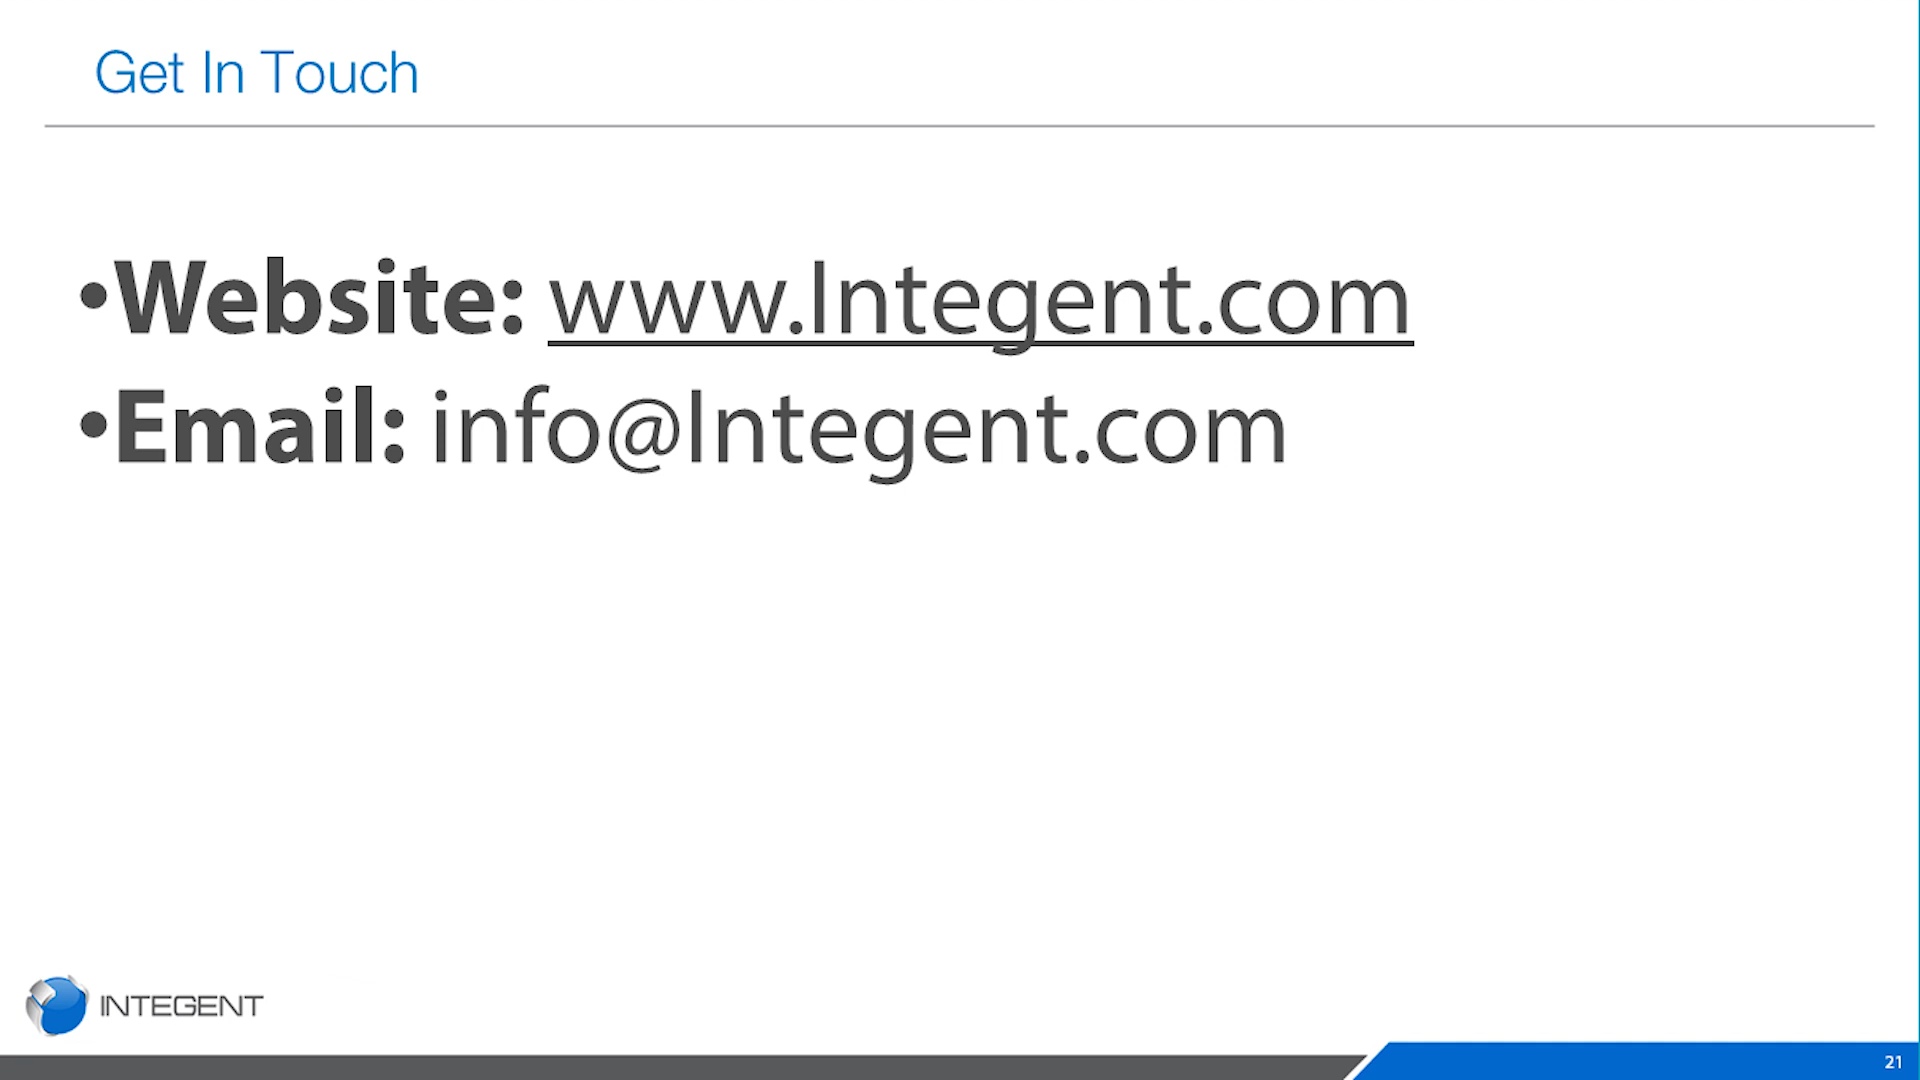 Get In Touch
•Website: www.Integent.com
•Email: info@Integent.com
INTEGENT
21